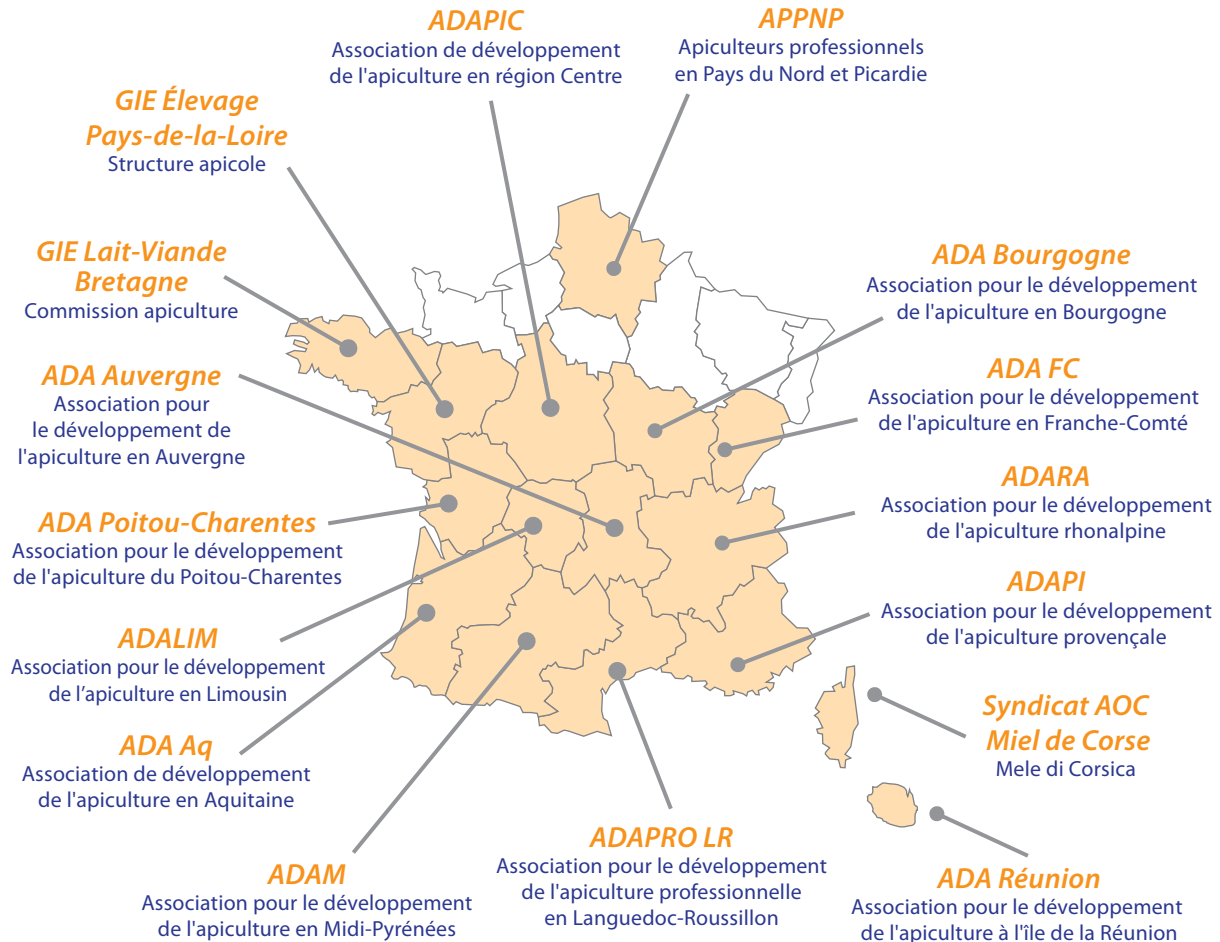 ADAPIC
Association de développement
de l'apiculture en région Centre
APPNP
Apiculteurs professionnels
en Pays du Nord et Picardie
GIE Élevage
Pays-de-la-Loire
Structure apicole
GIE Lait-Viande
Bretagne
Commission apiculture
ADA Bourgogne
Association pour le développement
de l'apiculture en Bourgogne
ADA Auvergne
Association pour
le développement de
l'apiculture en Auvergne
ADA FC
Association pour le développement
de l'apiculture en Franche-Comté
ADARA
Association pour le développement
de l'apiculture rhonalpine
ADA Poitou-Charentes
Association pour le développement
de l'apiculture du Poitou-Charentes
ADAPI
Association pour le développement
de l'apiculture provençale
ADALIM
Association pour le développement
de l’apiculture en Limousin
Syndicat AOC
Miel de Corse
Mele di Corsica
ADA Aq
Association de développement
de l'apiculture en Aquitaine
ADAM
Association pour le développement
de l'apiculture en Midi-Pyrénées
ADAPRO LR
Association pour le développement
de l'apiculture professionnelle
en Languedoc-Roussillon
ADA Réunion
Association pour le développement
de l'apiculture à l'île de la Réunion